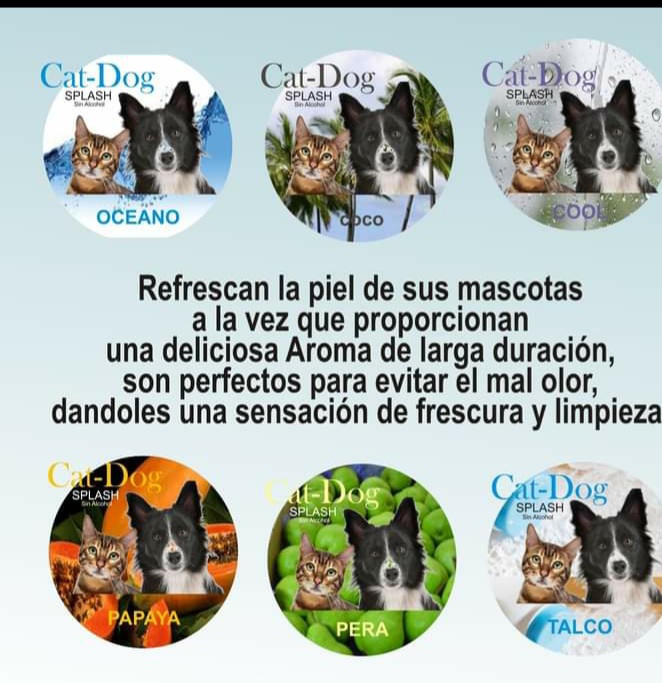 Cat-Dog
SPLASH
Sin Alcohol
OCEANO
Cat-Dog
SPLASH
Sin Alcohol
COCO
Cat-Dog
SPLASH
Sin Alcohol
COOL
Refrescan la piel de sus mascotas
a la vez que proporcionan
una deliciosa Aroma de larga duración,
son perfectos para evitar el mal olor,
dandoles una sensación de frescura y limpieza
Cat-Dog
SPLASH
Sin Alcohol
PAPAYA
Cat-Dog
SPLASH
Sin Alcohol
PERA
Cat-Dog
SPLASH
Sin Alcohol
TALCO